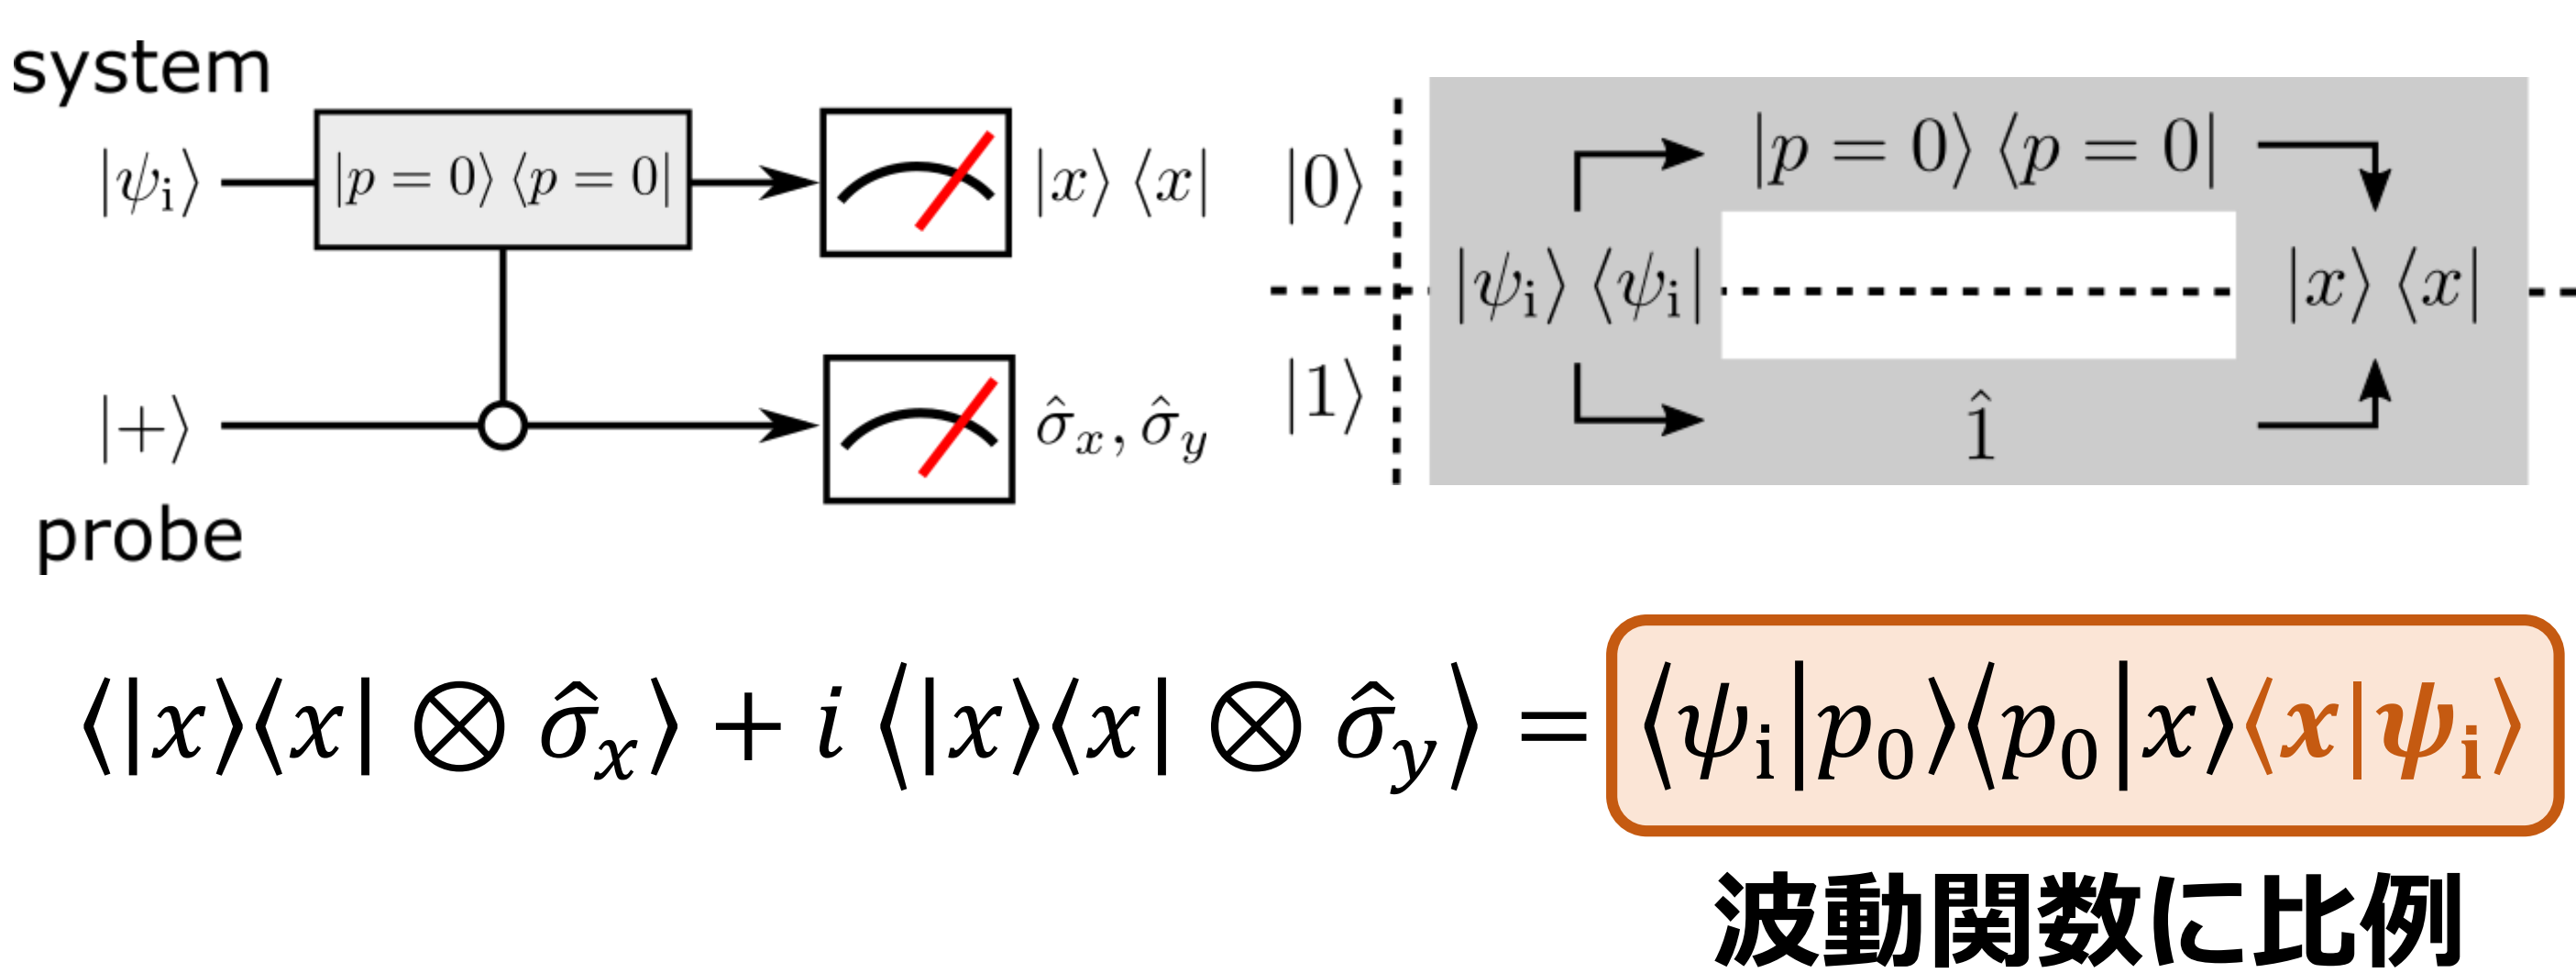 system
|ψᵢ⟩ |p = 0⟩ ⟨p = 0| |x⟩ ⟨x|
|+⟩ σ̂ₓ, σ̂ᵧ
probe
|0⟩ |p = 0⟩ ⟨p = 0|
|ψᵢ⟩ ⟨ψᵢ| |x⟩ ⟨x|
|1⟩ 1̂
⟨|x⟩⟨x| ⊗ σ̂ₓ⟩ + i ⟨|x⟩⟨x| ⊗ σ̂ᵧ⟩ = ⟨ψᵢ|p₀⟩⟨p₀|x⟩⟨x|ψᵢ⟩
波動関数に比例